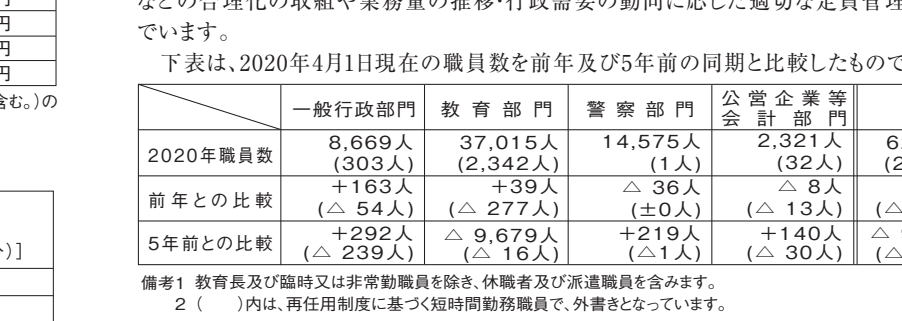 などの合理化の取組や業務量の推移・行政需要の動向に応じた適切な定員管理
でいます。
下表は、2020年4月1日現在の職員数を前年及び5年前の同期と比較したもので
円
円
円
含む。)の
)]
一般行政部門 教育部門 警察部門 公営企業等会計部門
2020年職員数 8,669人 37,015人 14,575人 2,321人 6
(303人) (2,342人) (1人) (32人) (2
前年との比較 +163人 +39人 △ 36人 △ 8人
(△ 54人) (△ 277人) (±0人) (△ 13人) (△
5年前との比較 +292人 △ 9,679人 +219人 +140人 △
(△ 239人) (△ 16人) (△1人) (△ 30人) (△
備考1 教育長及び臨時又は非常勤職員を除き、休職者及び派遣職員を含みます。
2 ( )内は、再任用制度に基づく短時間勤務職員で、外書きとなっています。